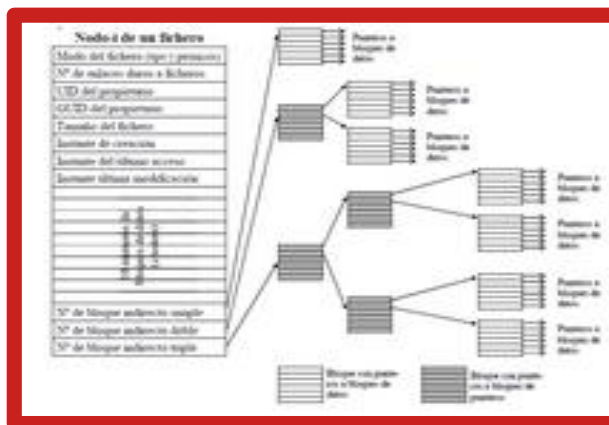 Nodo-i de un fichero
Modo del fichero (tipo y permisos)
Nº de enlaces duros a ficheros
UID del propietario
GUID del propietario
Tamaño del fichero
Instante de creación
Instante del último acceso
Instante última modificación
Nº de bloque indirecto simple
Nº de bloque indirecto doble
Nº de bloque indirecto triple
Punteros a
bloques de
datos
Punteros a
bloques de
datos
Punteros a
bloques de
datos
Punteros a
bloques de
datos
Punteros a
bloques de
datos
Punteros a
bloques de
datos
Punteros a
bloques de
datos
Bloque con punte-
ros a bloques de
datos
Bloque con punte-
ros a bloques de
punteros